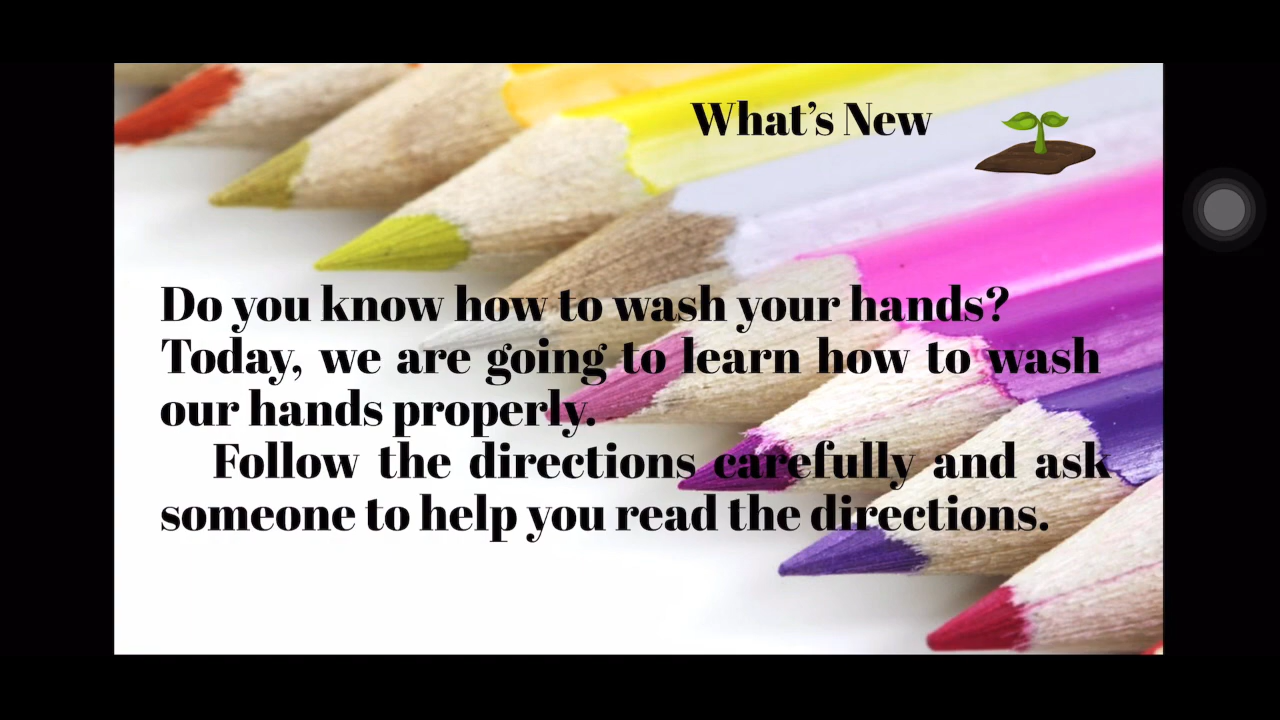 What's New
Do you know how to wash your hands?
Today, we are going to learn how to wash
our hands properly.
Follow the directions carefully and ask
someone to help you read the directions.